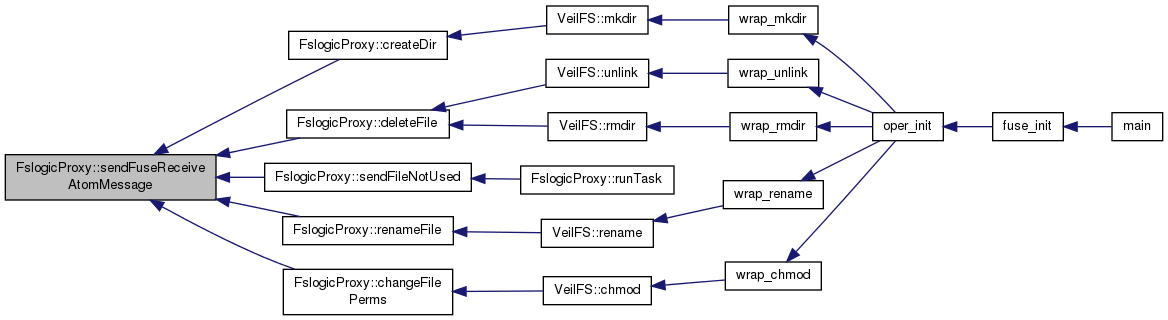 FslogicProxy::sendFuseReceive
AtomMessage
FslogicProxy::createDir
VeilFS::mkdir
wrap_mkdir
FslogicProxy::deleteFile
VeilFS::unlink
wrap_unlink
VeilFS::rmdir
wrap_rmdir
oper_init
fuse_init
main
FslogicProxy::sendFileNotUsed
FslogicProxy::runTask
FslogicProxy::renameFile
VeilFS::rename
wrap_rename
FslogicProxy::changeFile
Perms
VeilFS::chmod
wrap_chmod